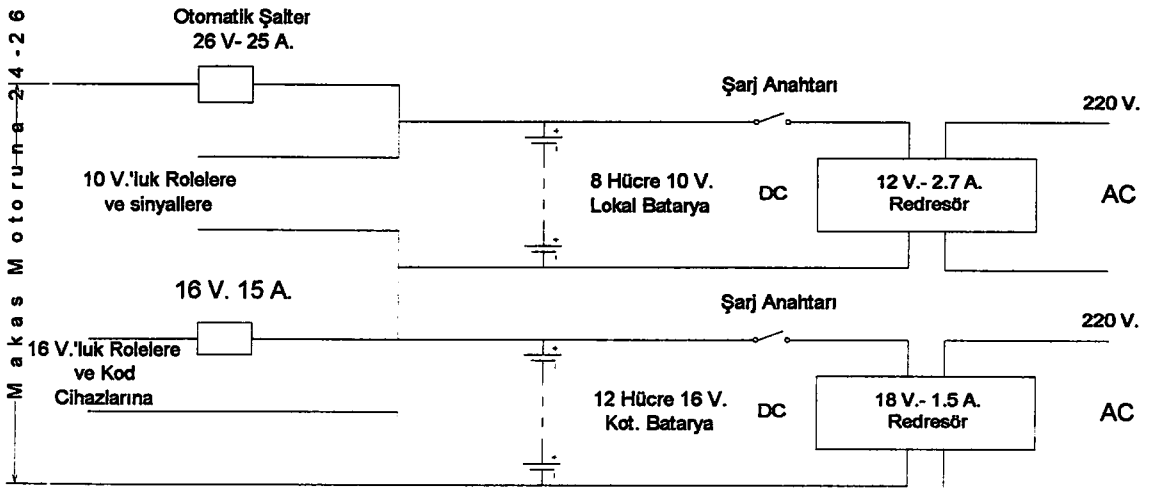 Otomatik Şalter
26 V- 25 A.
Makas Motoruna 24-26
Şarj Anahtarı
220 V.
10 V.'luk Rolelere
ve sinyallere
8 Hücre 10 V.
Lokal Batarya
DC
12 V.- 2.7 A.
Redresör
AC
16 V. 15 A.
Şarj Anahtarı
220 V.
16 V.'luk Rolelere
ve Kod
Cihazlarına
12 Hücre 16 V.
Kot. Batarya
DC
18 V.- 1.5 A.
Redresör
AC